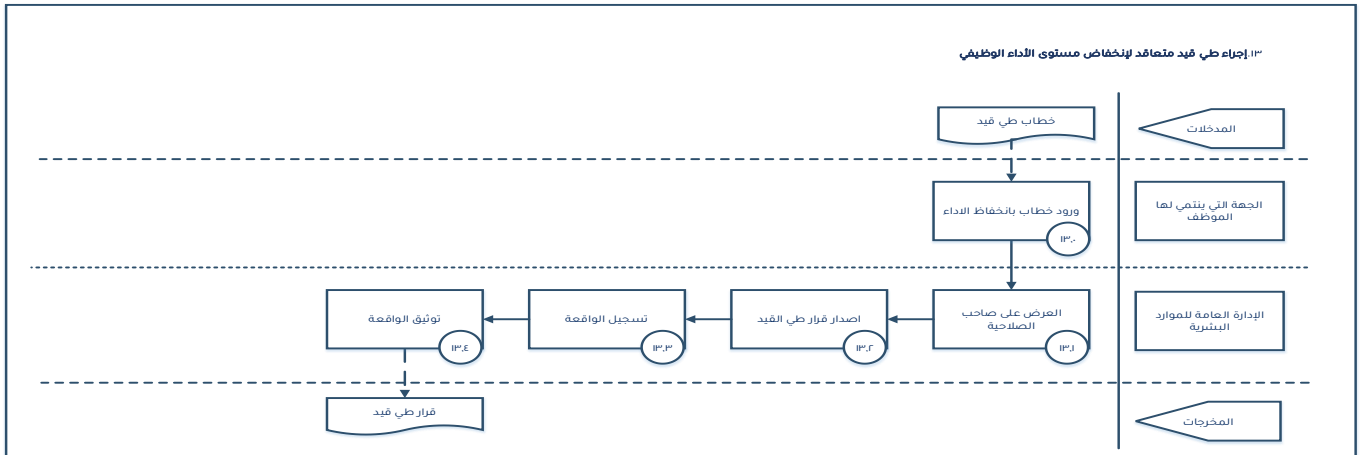 ١٣.إجراء طي قيد متعاقد لإنخفاض مستوى الأداء الوظيفي
المدخلات
خطاب طي قيد
الجهة التي ينتمي لها
الموظف
ورود خطاب بانخفاظ الاداء
١٣.٠
الإدارة العامة للموارد
البشرية
العرض على صاحب
الصلاحية
١٣.١
اصدار قرار طي القيد
١٣.٢
تسجيل الواقعة
١٣.٣
توثيق الواقعة
١٣.٤
المخرجات
قرار طي قيد